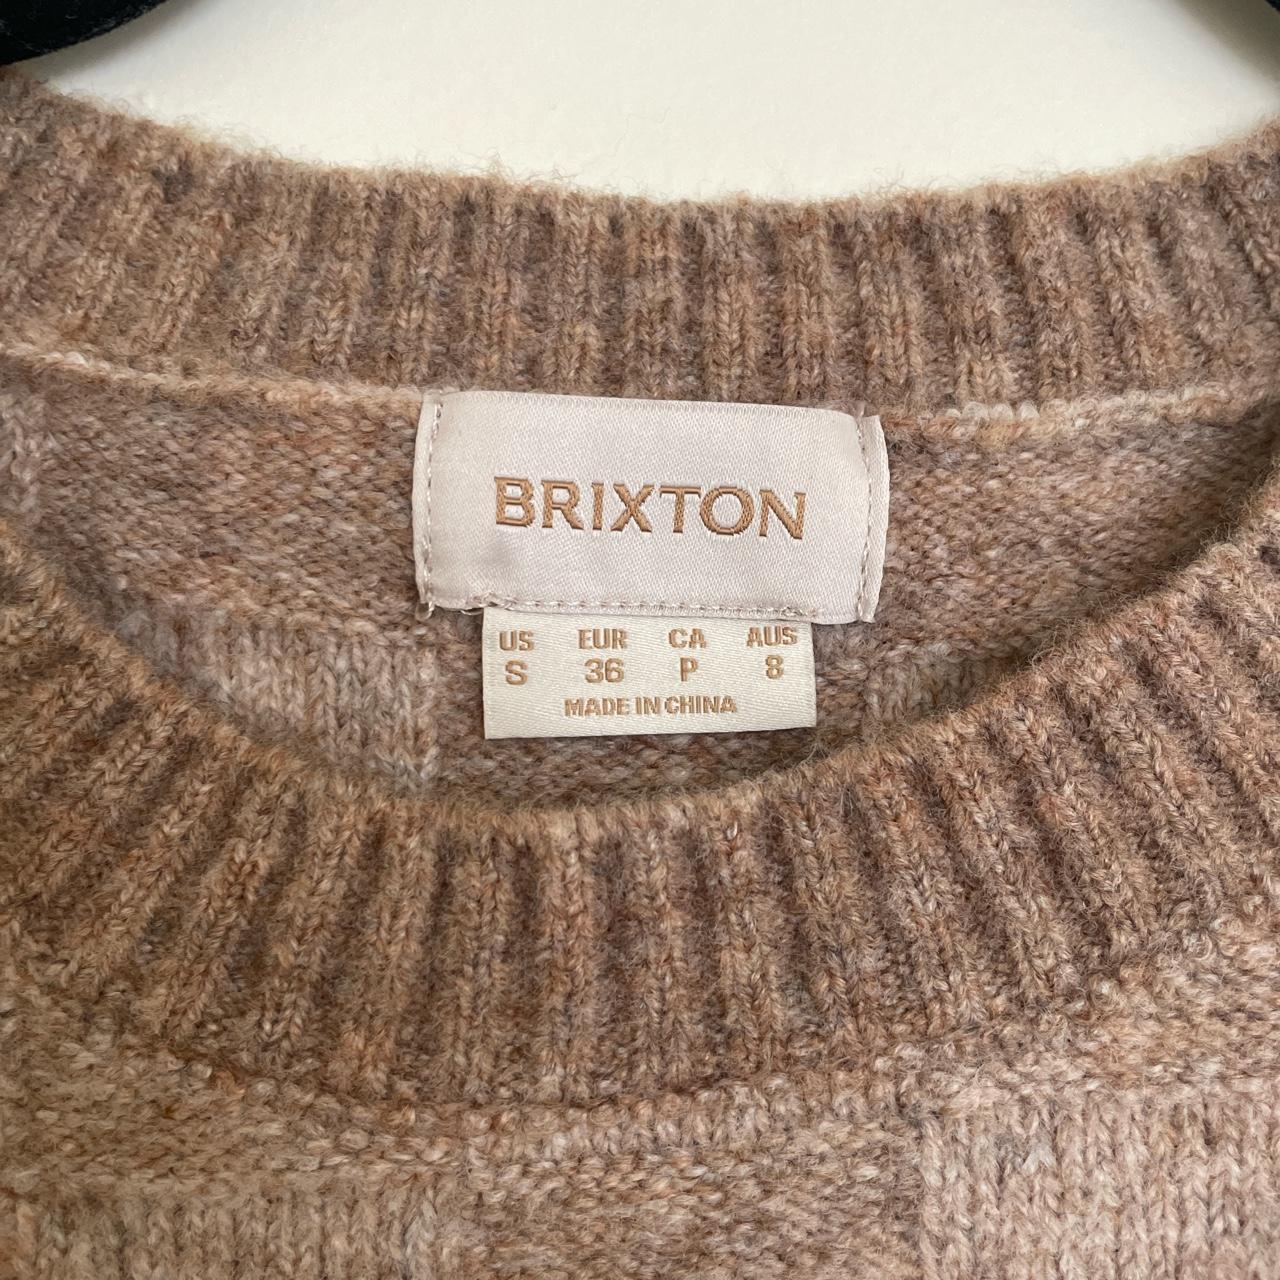 BRIXTON
US EUR CA AUS
S 36 P 8
MADE IN CHINA